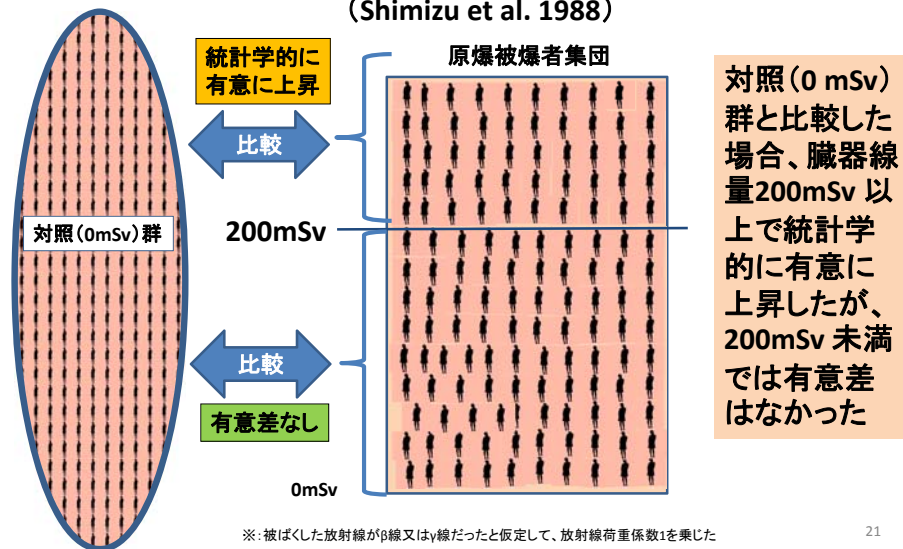 （Shimizu et al. 1988）
統計学的に
有意に上昇
原爆被爆者集団
比較
対照（0mSv）群
200mSv
比較
有意差なし
0mSv
対照（0 mSv）
群と比較した
場合、臓器線
量200mSv 以
上で統計学
的に有意に
上昇したが、
200mSv 未満
では有意差
はなかった
※：被ばくした放射線がβ線又はγ線だったと仮定して、放射線荷重係数1を乗じた
21